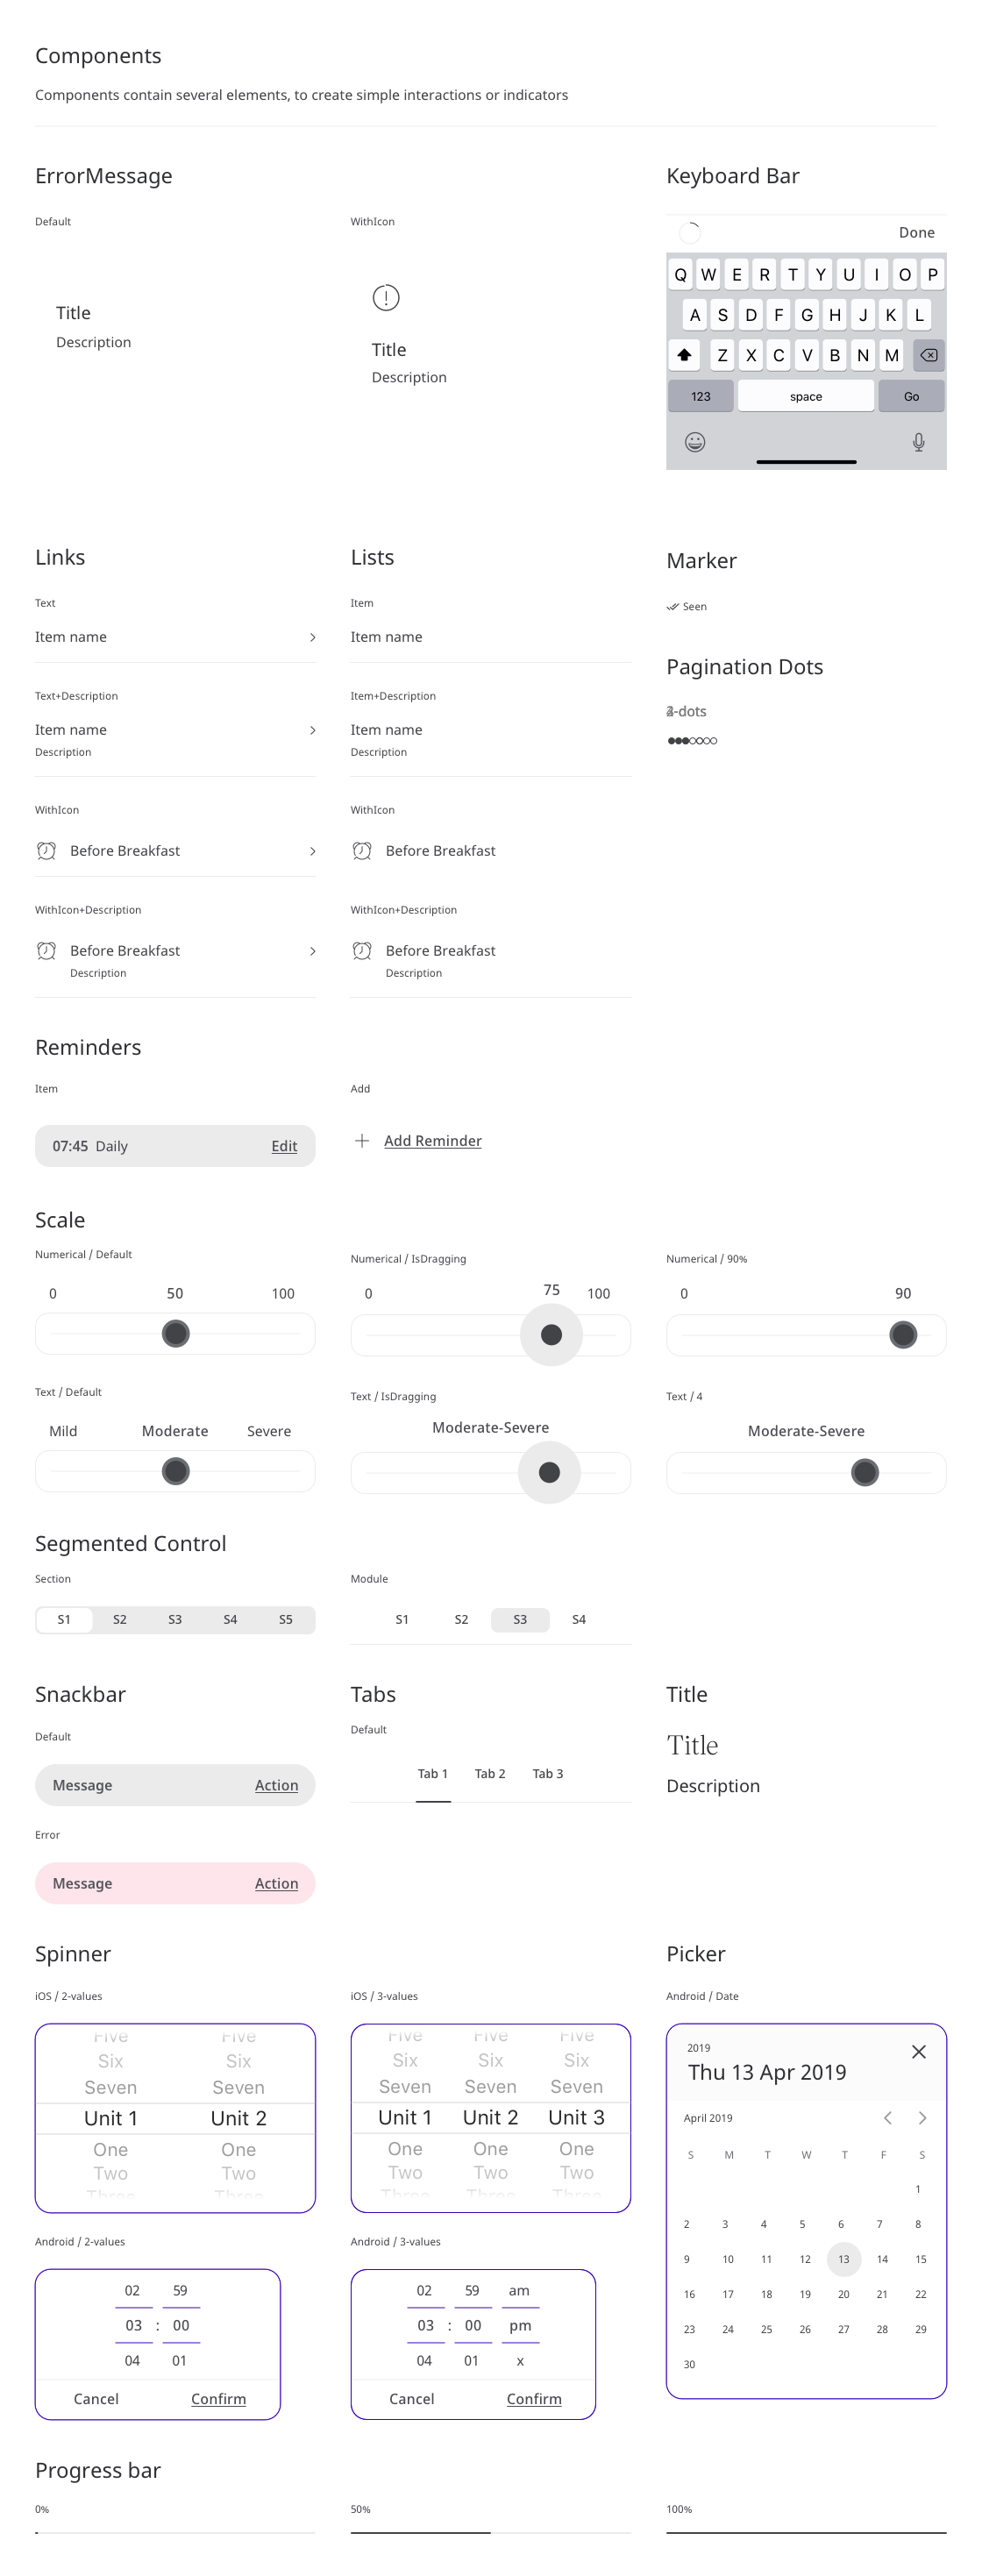 Components
Components contain several elements, to create simple interactions or indicators
ErrorMessage
Default
Title
Description
WithIcon
Title
Description
Keyboard Bar
Done
Q W E R T Y U I O P
A S D F G H J K L
Z X C V B N M
123 space Go
Links
Text
Item name
Text+Description
Item name
Description
WithIcon
Before Breakfast
WithIcon+Description
Before Breakfast
Description
Lists
Item
Item name
Item+Description
Item name
Description
WithIcon
Before Breakfast
WithIcon+Description
Before Breakfast
Description
Marker
Seen
Pagination Dots
-dots
Reminders
Item
07:45 Daily Edit
Add
Add Reminder
Scale
Numerical / Default
0 50 100
Numerical / IsDragging
0 75 100
Numerical / 90%
0 90
Text / Default
Mild Moderate Severe
Text / IsDragging
Moderate-Severe
Text / 4
Moderate-Severe
Segmented Control
Section
S1 S2 S3 S4 S5
Module
S1 S2 S3 S4
Snackbar
Default
Message Action
Error
Message Action
Tabs
Default
Tab 1 Tab 2 Tab 3
Title
Title
Description
Spinner
iOS / 2-values
Five Five
Six Six
Seven Seven
Unit 1 Unit 2
One One
Two Two
Three Three
iOS / 3-values
Five Five Five
Six Six Six
Seven Seven Seven
Unit 1 Unit 2 Unit 3
One One One
Two Two Two
Three Three Three
Picker
Android / Date
2019
Thu 13 Apr 2019
April 2019
S M T W T F S
1
2 3 4 5 6 7 8
9 10 11 12 13 14 15
16 17 18 19 20 21 22
23 24 25 26 27 28 29
30
Android / 2-values
02 59
03 : 00
04 01
Cancel Confirm
Android / 3-values
02 59 am
03 : 00 pm
04 01 x
Cancel Confirm
Progress bar
0%
50%
100%